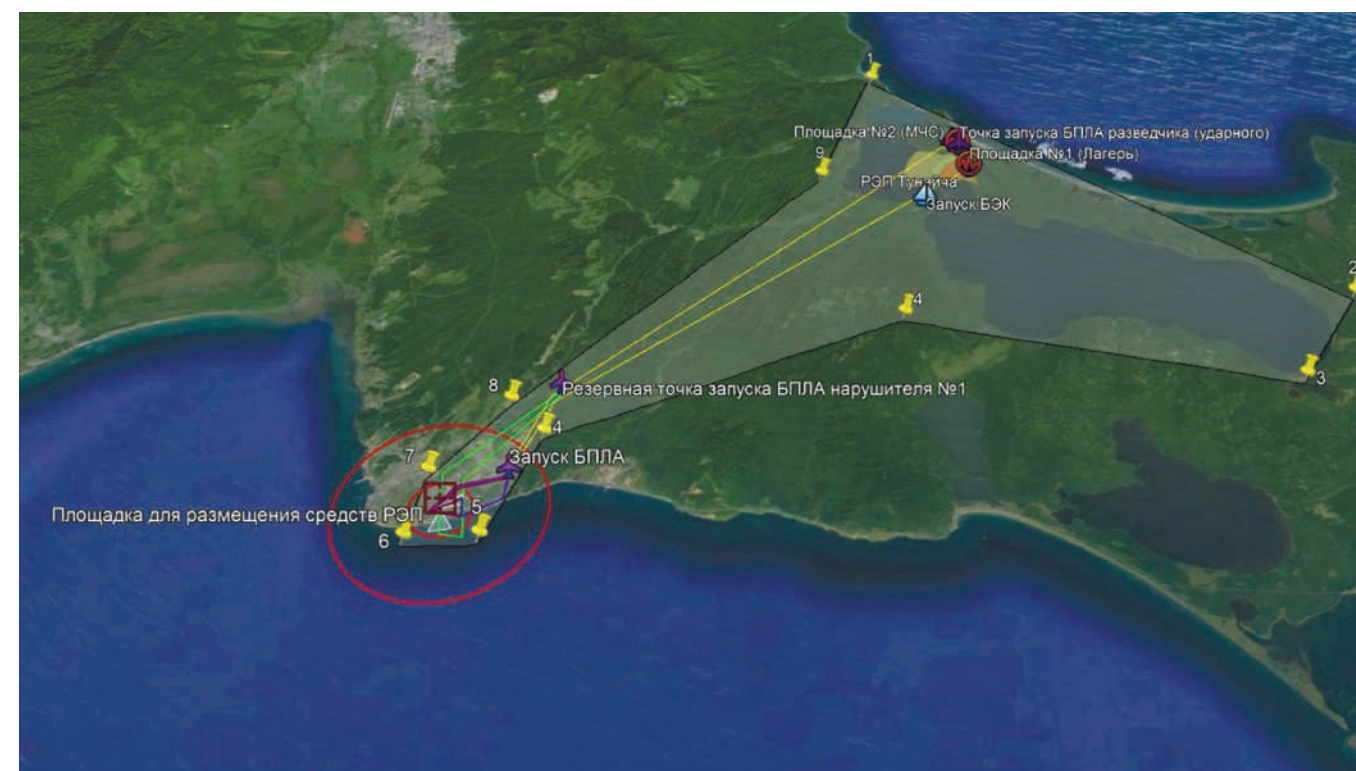 1
Площадка №2 (МЧС)
Точка запуска БПЛА разведчика (ударного)
9
Площадка №1 (Лагерь)
РЭП Тунайча
Запуск БЭК
2
4
3
8
Резервная точка запуска БПЛА нарушителя №1
4
7
Запуск БПЛА
Площадка для размещения средств РЭП
5
6